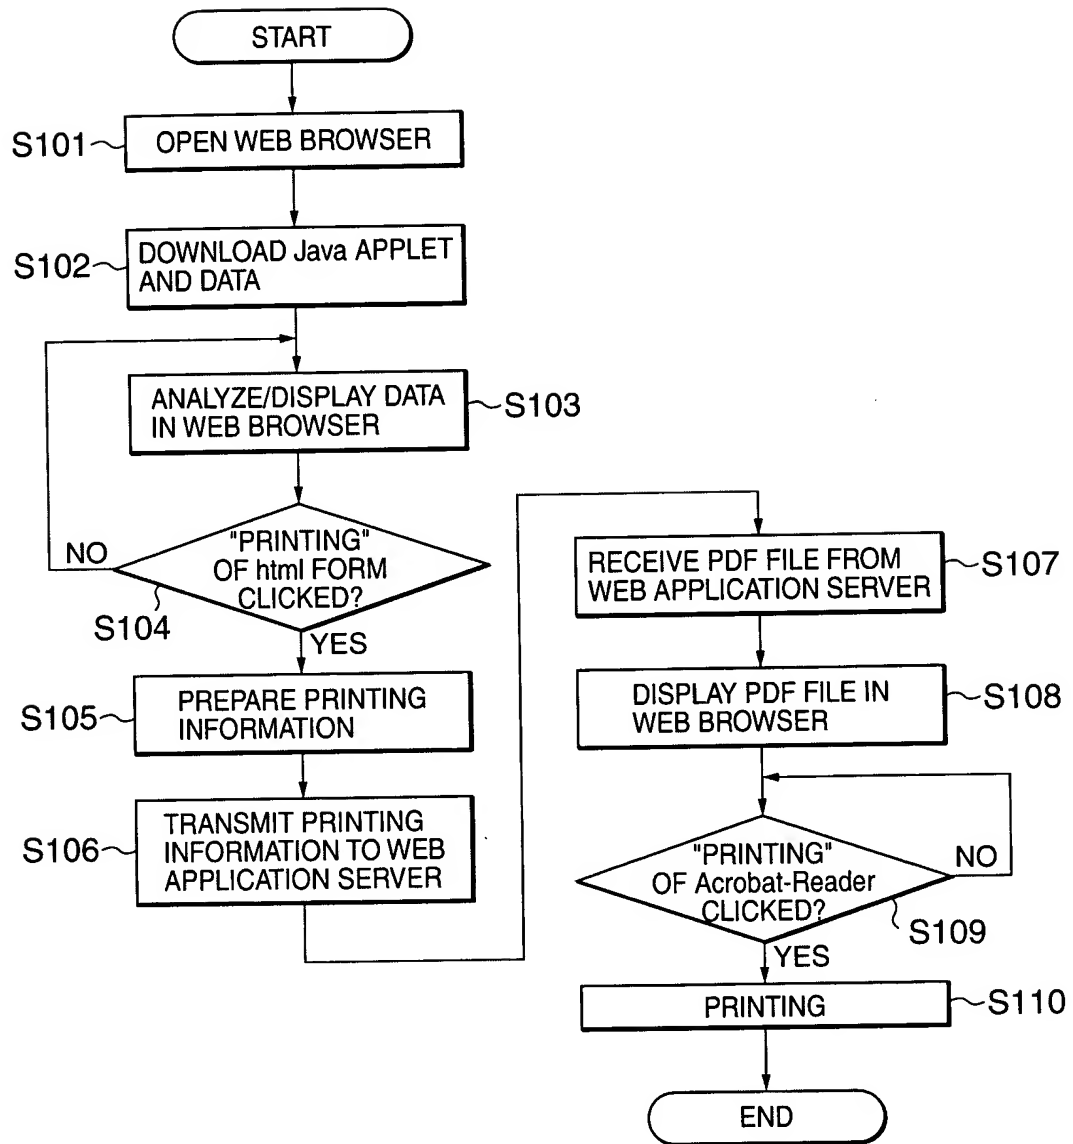 START
S101
OPEN WEB BROWSER
S102
DOWNLOAD Java APPLET
AND DATA
ANALYZE/DISPLAY DATA
IN WEB BROWSER
S103
"PRINTING"
OF html FORM
CLICKED?
NO
S104
YES
S105
PREPARE PRINTING
INFORMATION
S106
TRANSMIT PRINTING
INFORMATION TO WEB
APPLICATION SERVER
RECEIVE PDF FILE FROM
WEB APPLICATION SERVER
S107
DISPLAY PDF FILE IN
WEB BROWSER
S108
"PRINTING"
OF Acrobat-Reader
CLICKED?
NO
S109
YES
PRINTING
S110
END